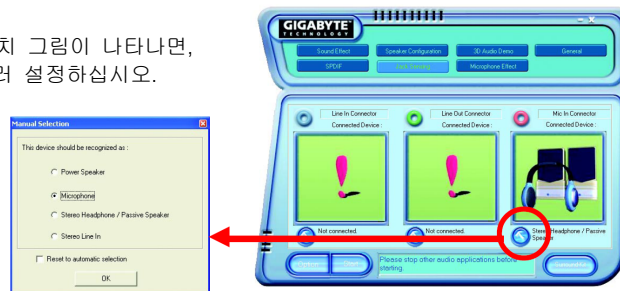 치 그림이 나타나면,
러 설정하십시오.
Manual Selection
This device should be recognized as :
Power Speaker
Microphone
Stereo Headphone / Passive Speaker
Stereo Line In
Reset to automatic selection
OK
GIGABYTE
TECHNOLOGY
Sound Effect
Speaker Configuration
3D Audio Demo
General
SPDIF
Microphone Effect
Line In Connector
Connected Device :
Line Out Connector
Connected Device :
Mic In Connector
Connected Device :
Not connected.
Not connected.
Stereo Headphone / Passive
Speaker
Please stop other audio applications before
starting